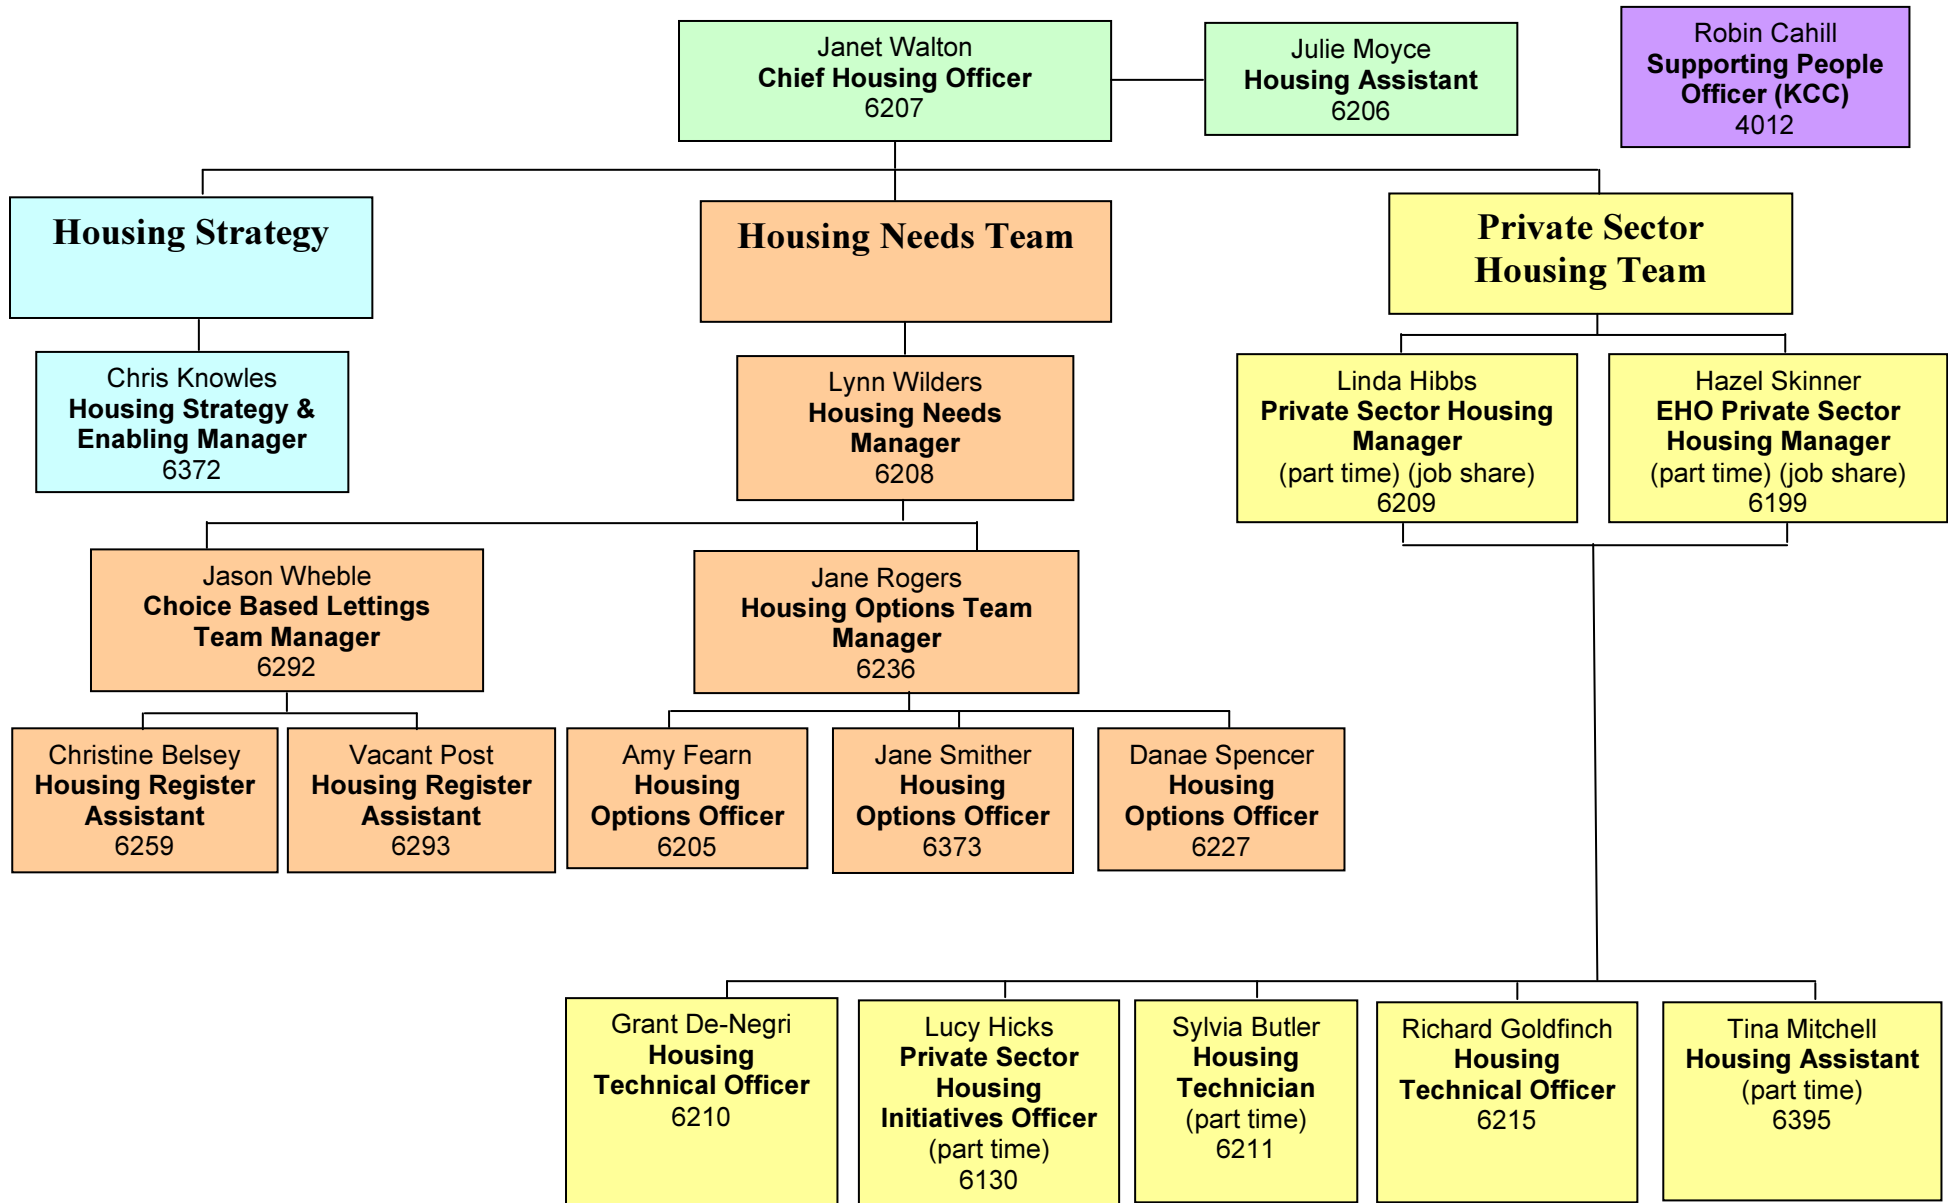 Janet Walton
Chief Housing Officer
6207
Julie Moyce
Housing Assistant
6206
Robin Cahill
Supporting People
Officer (KCC)
4012
Housing Strategy
Housing Needs Team
Private Sector
Housing Team
Chris Knowles
Housing Strategy &
Enabling Manager
6372
Lynn Wilders
Housing Needs
Manager
6208
Linda Hibbs
Private Sector Housing
Manager
(part time) (job share)
6209
Hazel Skinner
EHO Private Sector
Housing Manager
(part time) (job share)
6199
Jason Wheble
Choice Based Lettings
Team Manager
6292
Jane Rogers
Housing Options Team
Manager
6236
Christine Belsey
Housing Register
Assistant
6259
Vacant Post
Housing Register
Assistant
6293
Amy Fearn
Housing
Options Officer
6205
Jane Smither
Housing
Options Officer
6373
Danae Spencer
Housing
Options Officer
6227
Grant De-Negri
Housing
Technical Officer
6210
Lucy Hicks
Private Sector
Housing
Initiatives Officer
(part time)
6130
Sylvia Butler
Housing
Technician
(part time)
6211
Richard Goldfinch
Housing
Technical Officer
6215
Tina Mitchell
Housing Assistant
(part time)
6395